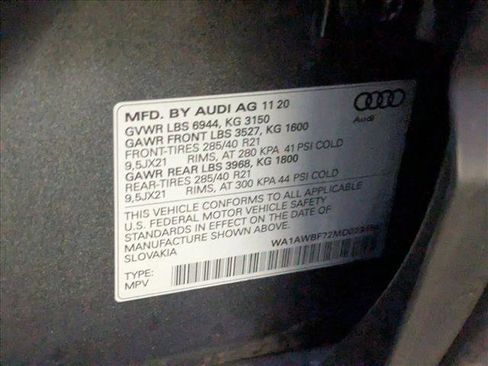 MFD. BY AUDI AG 11 20
GVWR LBS 6944, KG 3150
GAWR FRONT LBS 3527, KG 1600
FRONT-TIRES 285/40 R21
9,5JX21 RIMS, AT 280 KPA 41 PSI COLD
GAWR REAR LBS 3968, KG 1800
REAR-TIRES 285/40 R21
9,5JX21 RIMS, AT 300 KPA 44 PSI COLD
THIS VEHICLE CONFORMS TO ALL APPLICABLE
U.S. FEDERAL MOTOR VEHICLE SAFETY
STANDARDS IN EFFECT ON THE DATE OF
MANUFACTURE SHOWN ABOVE.
SLOVAKIA
TYPE:
MPV